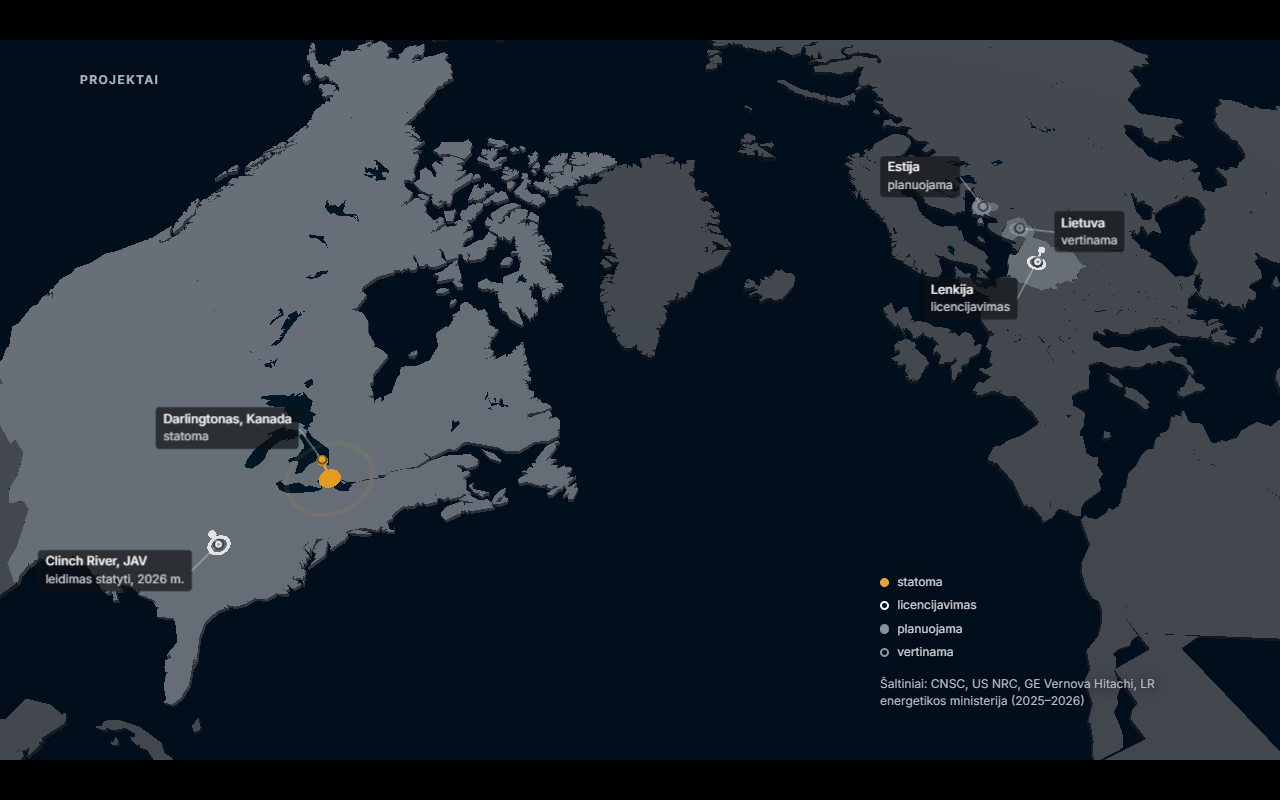 PROJEKTAI
Estija
planuojama
Lietuva
vertinama
Lenkija
licencijavimas
Darlingtonas, Kanada
statoma
Clinch River, JAV
leidimas statyti, 2026 m.
statoma
licencijavimas
planuojama
vertinama
Šaltiniai: CNSC, US NRC, GE Vernova Hitachi, LR
energetikos ministerija (2025–2026)